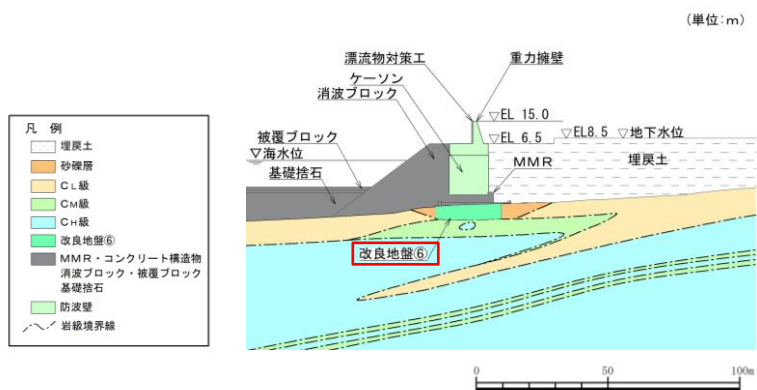 (単位:m)
漂流物対策工
重力擁壁
ケーソン
消波ブロック
▽EL 15.0
▽EL 6.5
▽EL8.5
▽地下水位
被覆ブロック
▽海水位
基礎捨石
MMR
埋戻土
改良地盤⑥
凡 例
埋戻土
砂礫層
CL級
CM級
CH級
改良地盤⑥
MMR・コンクリート構造物
消波ブロック・被覆ブロック
基礎捨石
防波壁
岩級境界線
0 50 100m